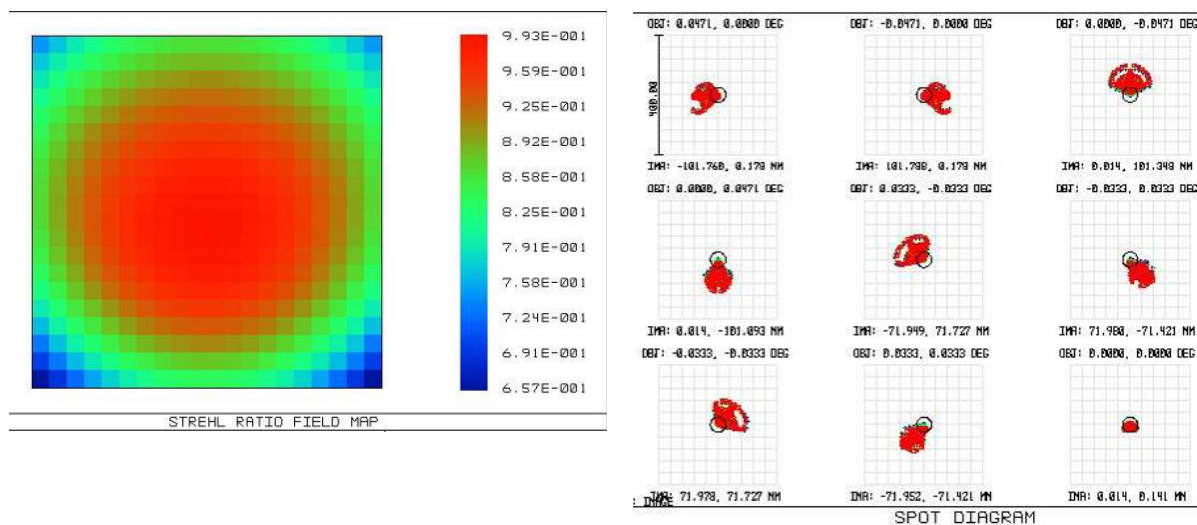 9.93E-001
9.59E-001
9.25E-001
8.92E-001
8.58E-001
8.25E-001
7.91E-001
7.58E-001
7.24E-001
6.91E-001
6.57E-001
STREHL RATIO FIELD MAP
OBJ: 0.0471, 0.0000 DEG
OBJ: -0.0471, 0.0000 DEG
OBJ: 0.0000, -0.0471 DEG
400.00
IMA: -101.760, 0.179 MM
IMA: 101.788, 0.179 MM
IMA: 0.014, 101.348 MM
OBJ: 0.0000, 0.0471 DEG
OBJ: 0.0333, -0.0333 DEG
OBJ: -0.0333, 0.0333 DEG
IMA: 0.014, -101.093 MM
IMA: -71.949, 71.727 MM
IMA: 71.980, -71.421 MM
OBJ: -0.0333, -0.0333 DEG
OBJ: 0.0333, 0.0333 DEG
OBJ: 0.0000, 0.0000 DEG
IMA: 71.978, 71.727 MM
IMA: -71.952, -71.421 MM
IMA: 0.014, 0.141 MM
: IMAGE
SPOT DIAGRAM